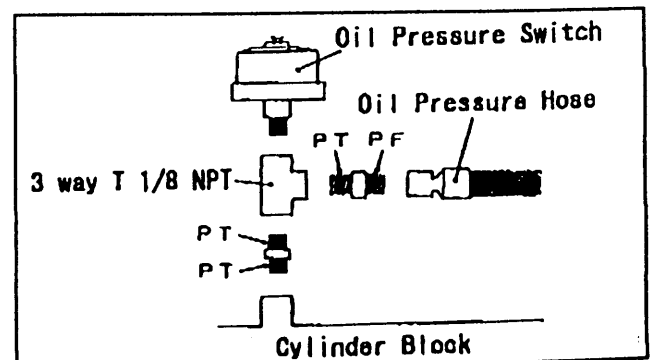 Oil Pressure Switch
Oil Pressure Hose
PT PF
3 way T 1/8 NPT
PT
PT
Cylinder Block